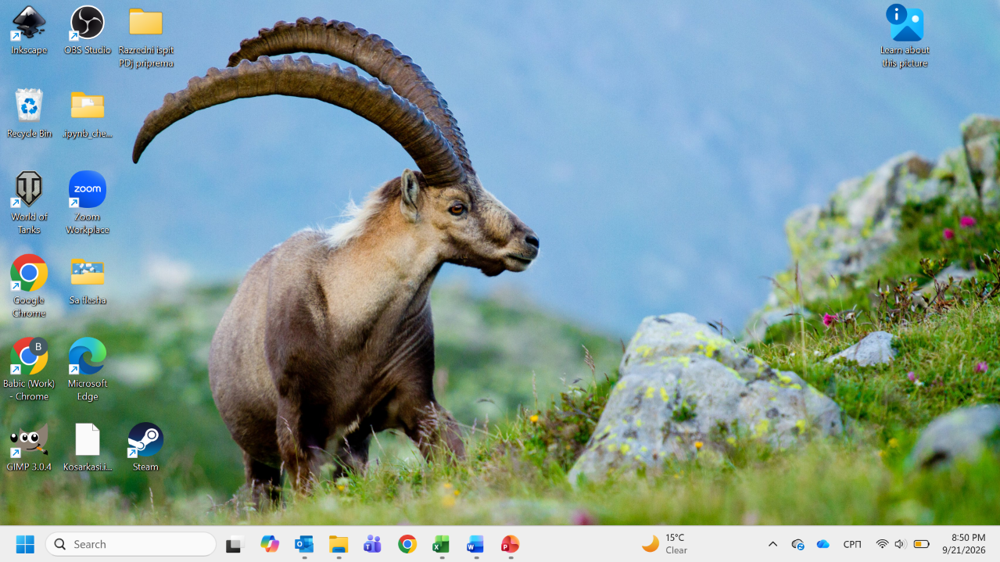 Inkscape
OBS Studio
Razredni ispit
PDj priprema
Learn about
this picture
Recycle Bin
.ipynb_che...
World of
Tanks
zoom
Zoom
Workplace
Google
Chrome
Sa flesha
B
Babic (Work)
- Chrome
Microsoft
Edge
GIMP 3.0.4
Kosarkasi.i...
Steam
Search
15°C
Clear
СРП
8:50 PM
9/21/2026